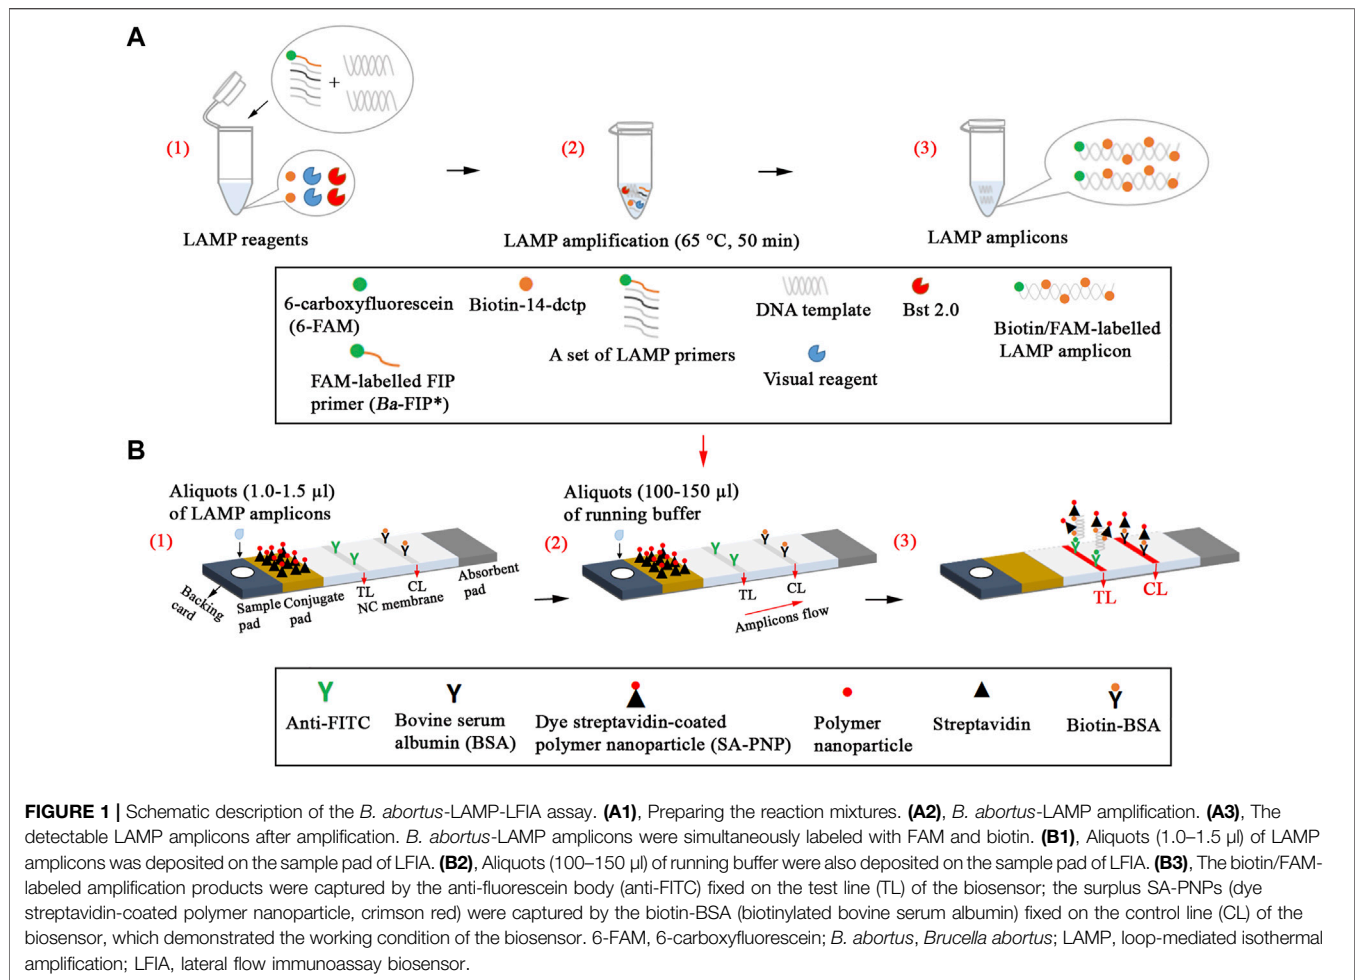 A
+
(1)
(2)
(3)
LAMP reagents
LAMP amplification (65 °C, 50 min)
LAMP amplicons
6-carboxyfluorescein
(6-FAM)
Biotin-14-dctp
A set of LAMP primers
DNA template
Bst 2.0
Biotin/FAM-labelled
LAMP amplicon
FAM-labelled FIP
primer (Ba-FIP*)
Visual reagent
B
Aliquots (1.0-1.5 µl)
of LAMP amplicons
Aliquots (100-150 µl)
of running buffer
(1)
(2)
(3)
Backing
card
Sample
pad
Conjugate
pad
TL
CL
NC membrane
Absorbent
pad
TL
CL
Amplicons flow
TL
CL
Anti-FITC
Bovine serum
albumin (BSA)
Dye streptavidin-coated
polymer nanoparticle (SA-PNP)
Polymer
nanoparticle
Streptavidin
Biotin-BSA
FIGURE 1 | Schematic description of the B. abortus-LAMP-LFIA assay. (A1), Preparing the reaction mixtures. (A2), B. abortus-LAMP amplification. (A3), The
detectable LAMP amplicons after amplification. B. abortus-LAMP amplicons were simultaneously labeled with FAM and biotin. (B1), Aliquots (1.0–1.5 µl) of LAMP
amplicons was deposited on the sample pad of LFIA. (B2), Aliquots (100–150 µl) of running buffer were also deposited on the sample pad of LFIA. (B3), The biotin/FAM-
labeled amplification products were captured by the anti-fluorescein body (anti-FITC) fixed on the test line (TL) of the biosensor; the surplus SA-PNPs (dye
streptavidin-coated polymer nanoparticle, crimson red) were captured by the biotin-BSA (biotinylated bovine serum albumin) fixed on the control line (CL) of the
biosensor, which demonstrated the working condition of the biosensor. 6-FAM, 6-carboxyfluorescein; B. abortus, Brucella abortus; LAMP, loop-mediated isothermal
amplification; LFIA, lateral flow immunoassay biosensor.